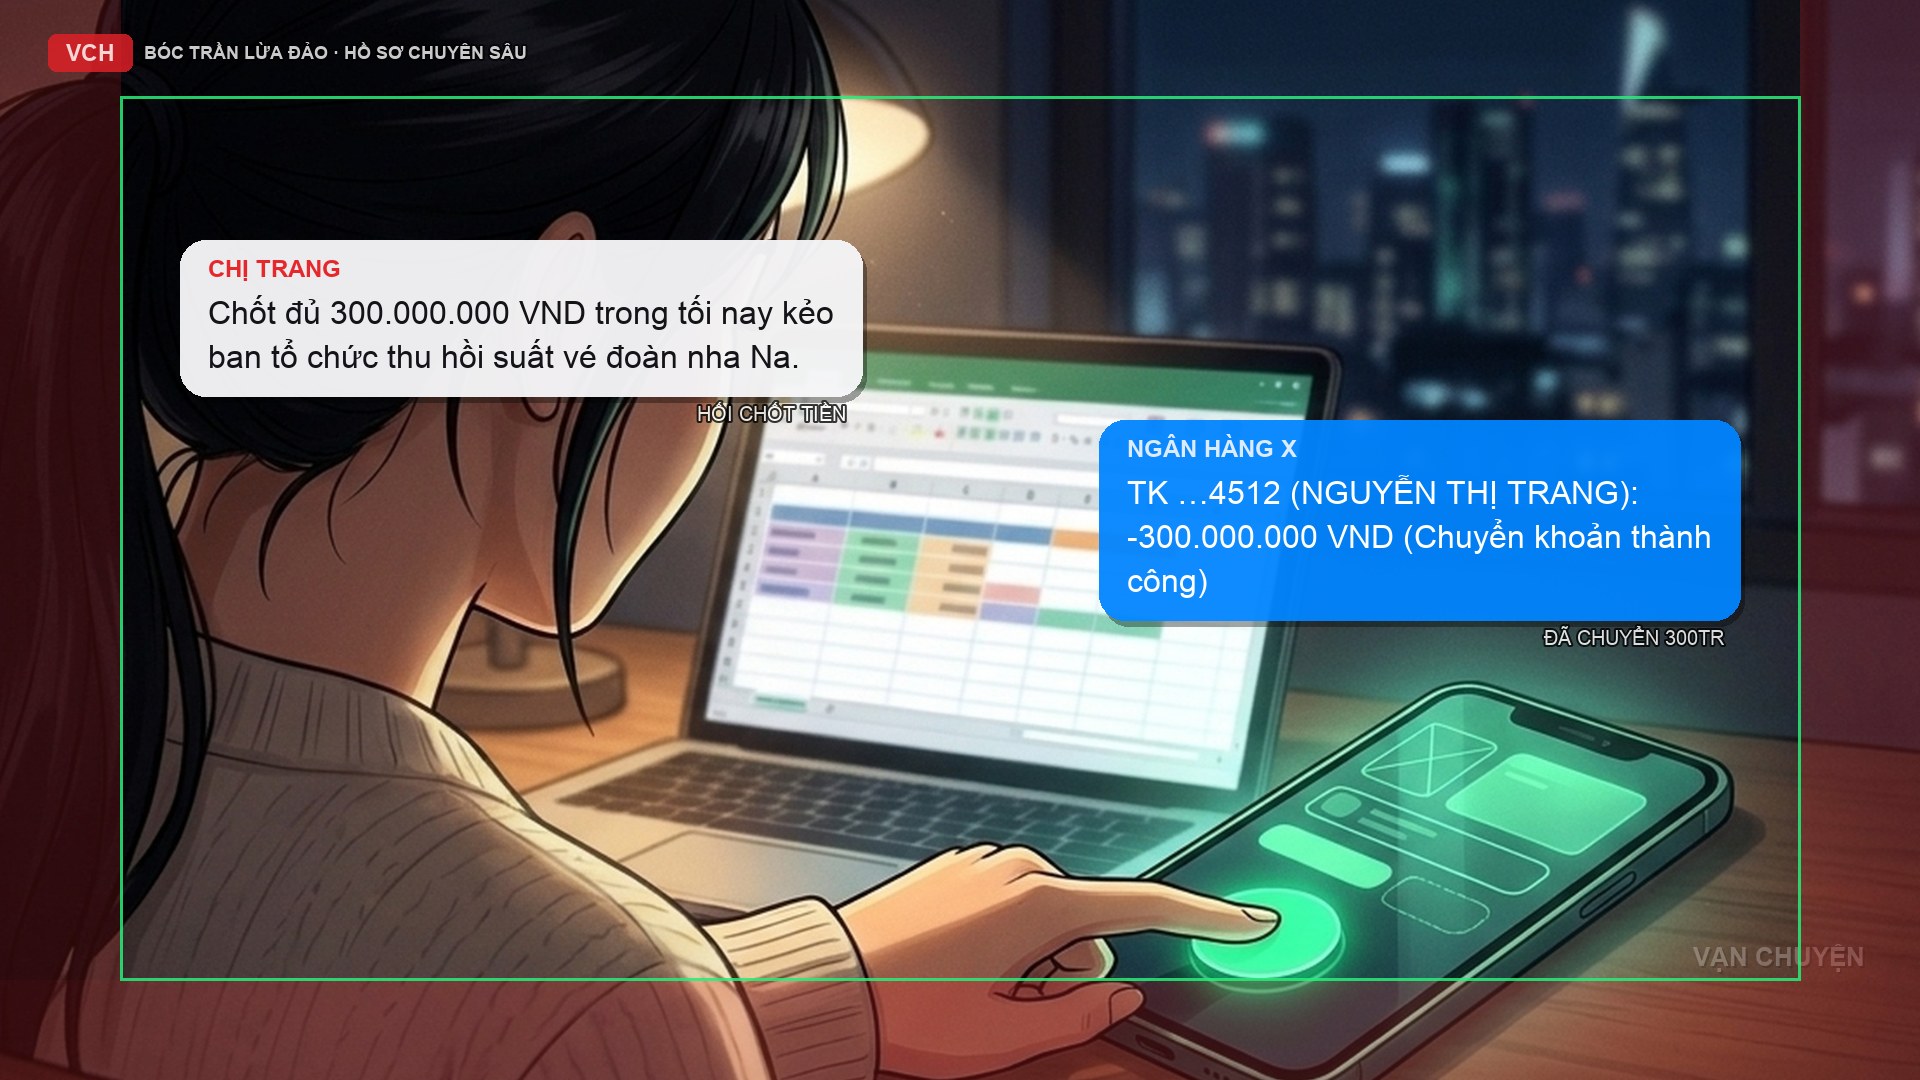 VCH
BÓC TRẦN LỪA ĐẢO · HỒ SƠ CHUYÊN SÂU
CHỊ TRANG
Chốt đủ 300.000.000 VND trong tối nay kẻo
ban tổ chức thu hồi suất vé đoàn nha Na.
HỐI CHỐT TIỀN
NGÂN HÀNG X
TK …4512 (NGUYỄN THỊ TRANG):
-300.000.000 VND (Chuyển khoản thành
công)
ĐÃ CHUYỂN 300TR
VẠN CHUYỆN